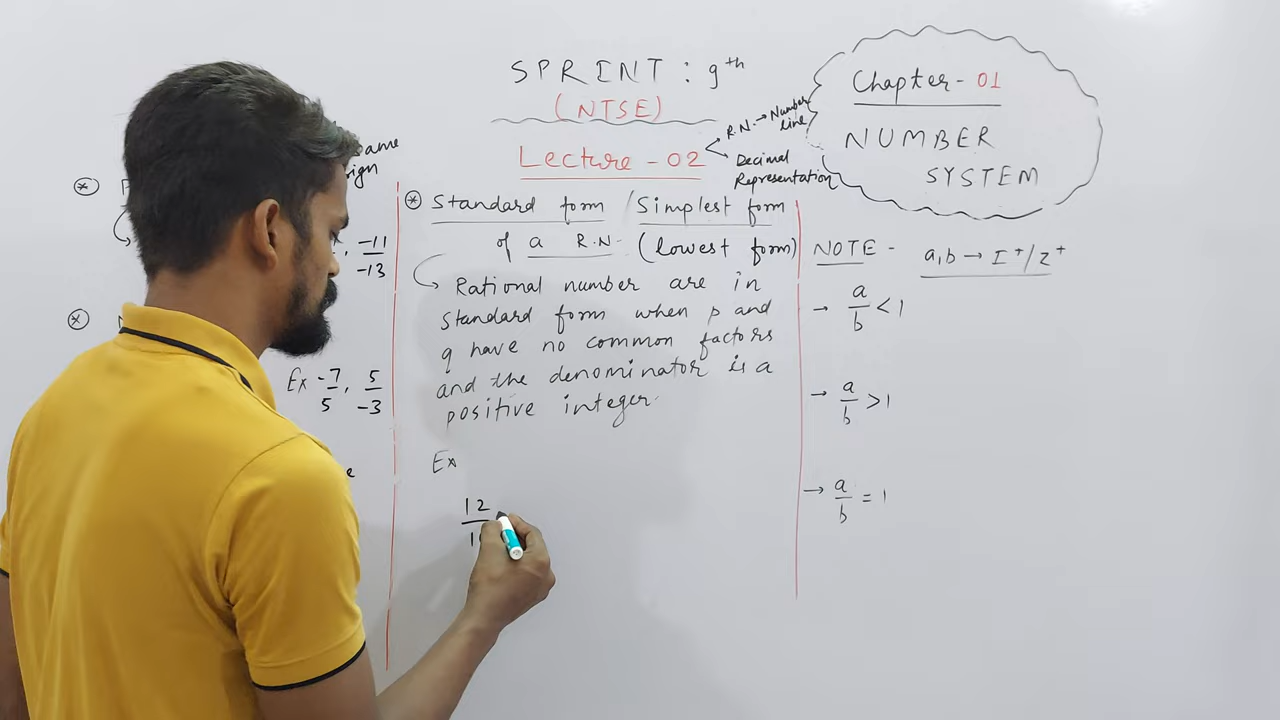 SPRINT : 9th
(NTSE)
Lecture - 02
R.N. → Number line
Decimal Representation
Chapter - 01
NUMBER
SYSTEM
-11/-13
Ex -7/5, 5/-3
Standard form / Simplest form
of a R.N. (lowest form)
Rational number are in
standard form when p and
q have no common factors
and the denominator is a
positive integer.
Ex
12
NOTE - a,b → I⁺/Z⁺
→ a/b < 1
→ a/b > 1
→ a/b = 1